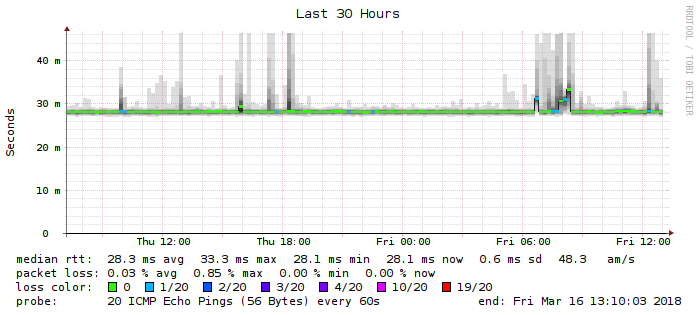 Last 30 Hours
RRDTOOL / TOBI OETIKER
Seconds
40 m
30 m
20 m
10 m
0
Thu 12:00 Thu 18:00 Fri 00:00 Fri 06:00 Fri 12:00
median rtt: 28.3 ms avg 33.3 ms max 28.1 ms min 28.1 ms now 0.6 ms sd 48.3 am/s
packet loss: 0.03 % avg 0.85 % max 0.00 % min 0.00 % now
loss color: 0 1/20 2/20 3/20 4/20 10/20 19/20
probe: 20 ICMP Echo Pings (56 Bytes) every 60s end: Fri Mar 16 13:10:03 2018